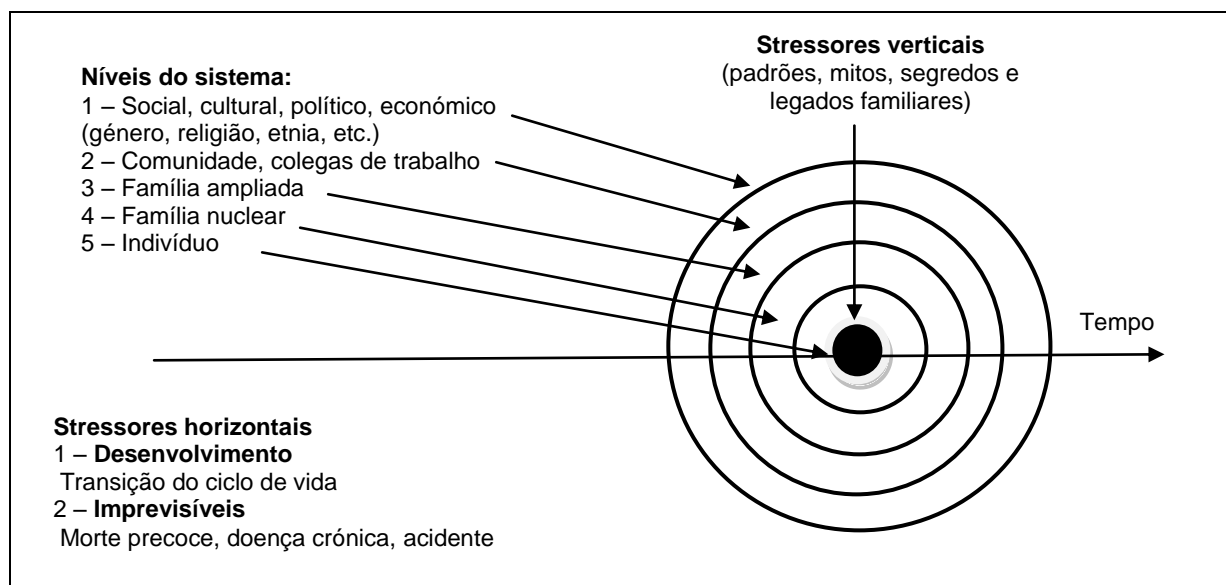 Stressores verticais
(padrões, mitos, segredos e
legados familiares)
Níveis do sistema:
1 – Social, cultural, político, económico
(género, religião, etnia, etc.)
2 – Comunidade, colegas de trabalho
3 – Família ampliada
4 – Família nuclear
5 – Indivíduo
Tempo
Stressores horizontais
1 – Desenvolvimento
Transição do ciclo de vida
2 – Imprevisíveis
Morte precoce, doença crónica, acidente